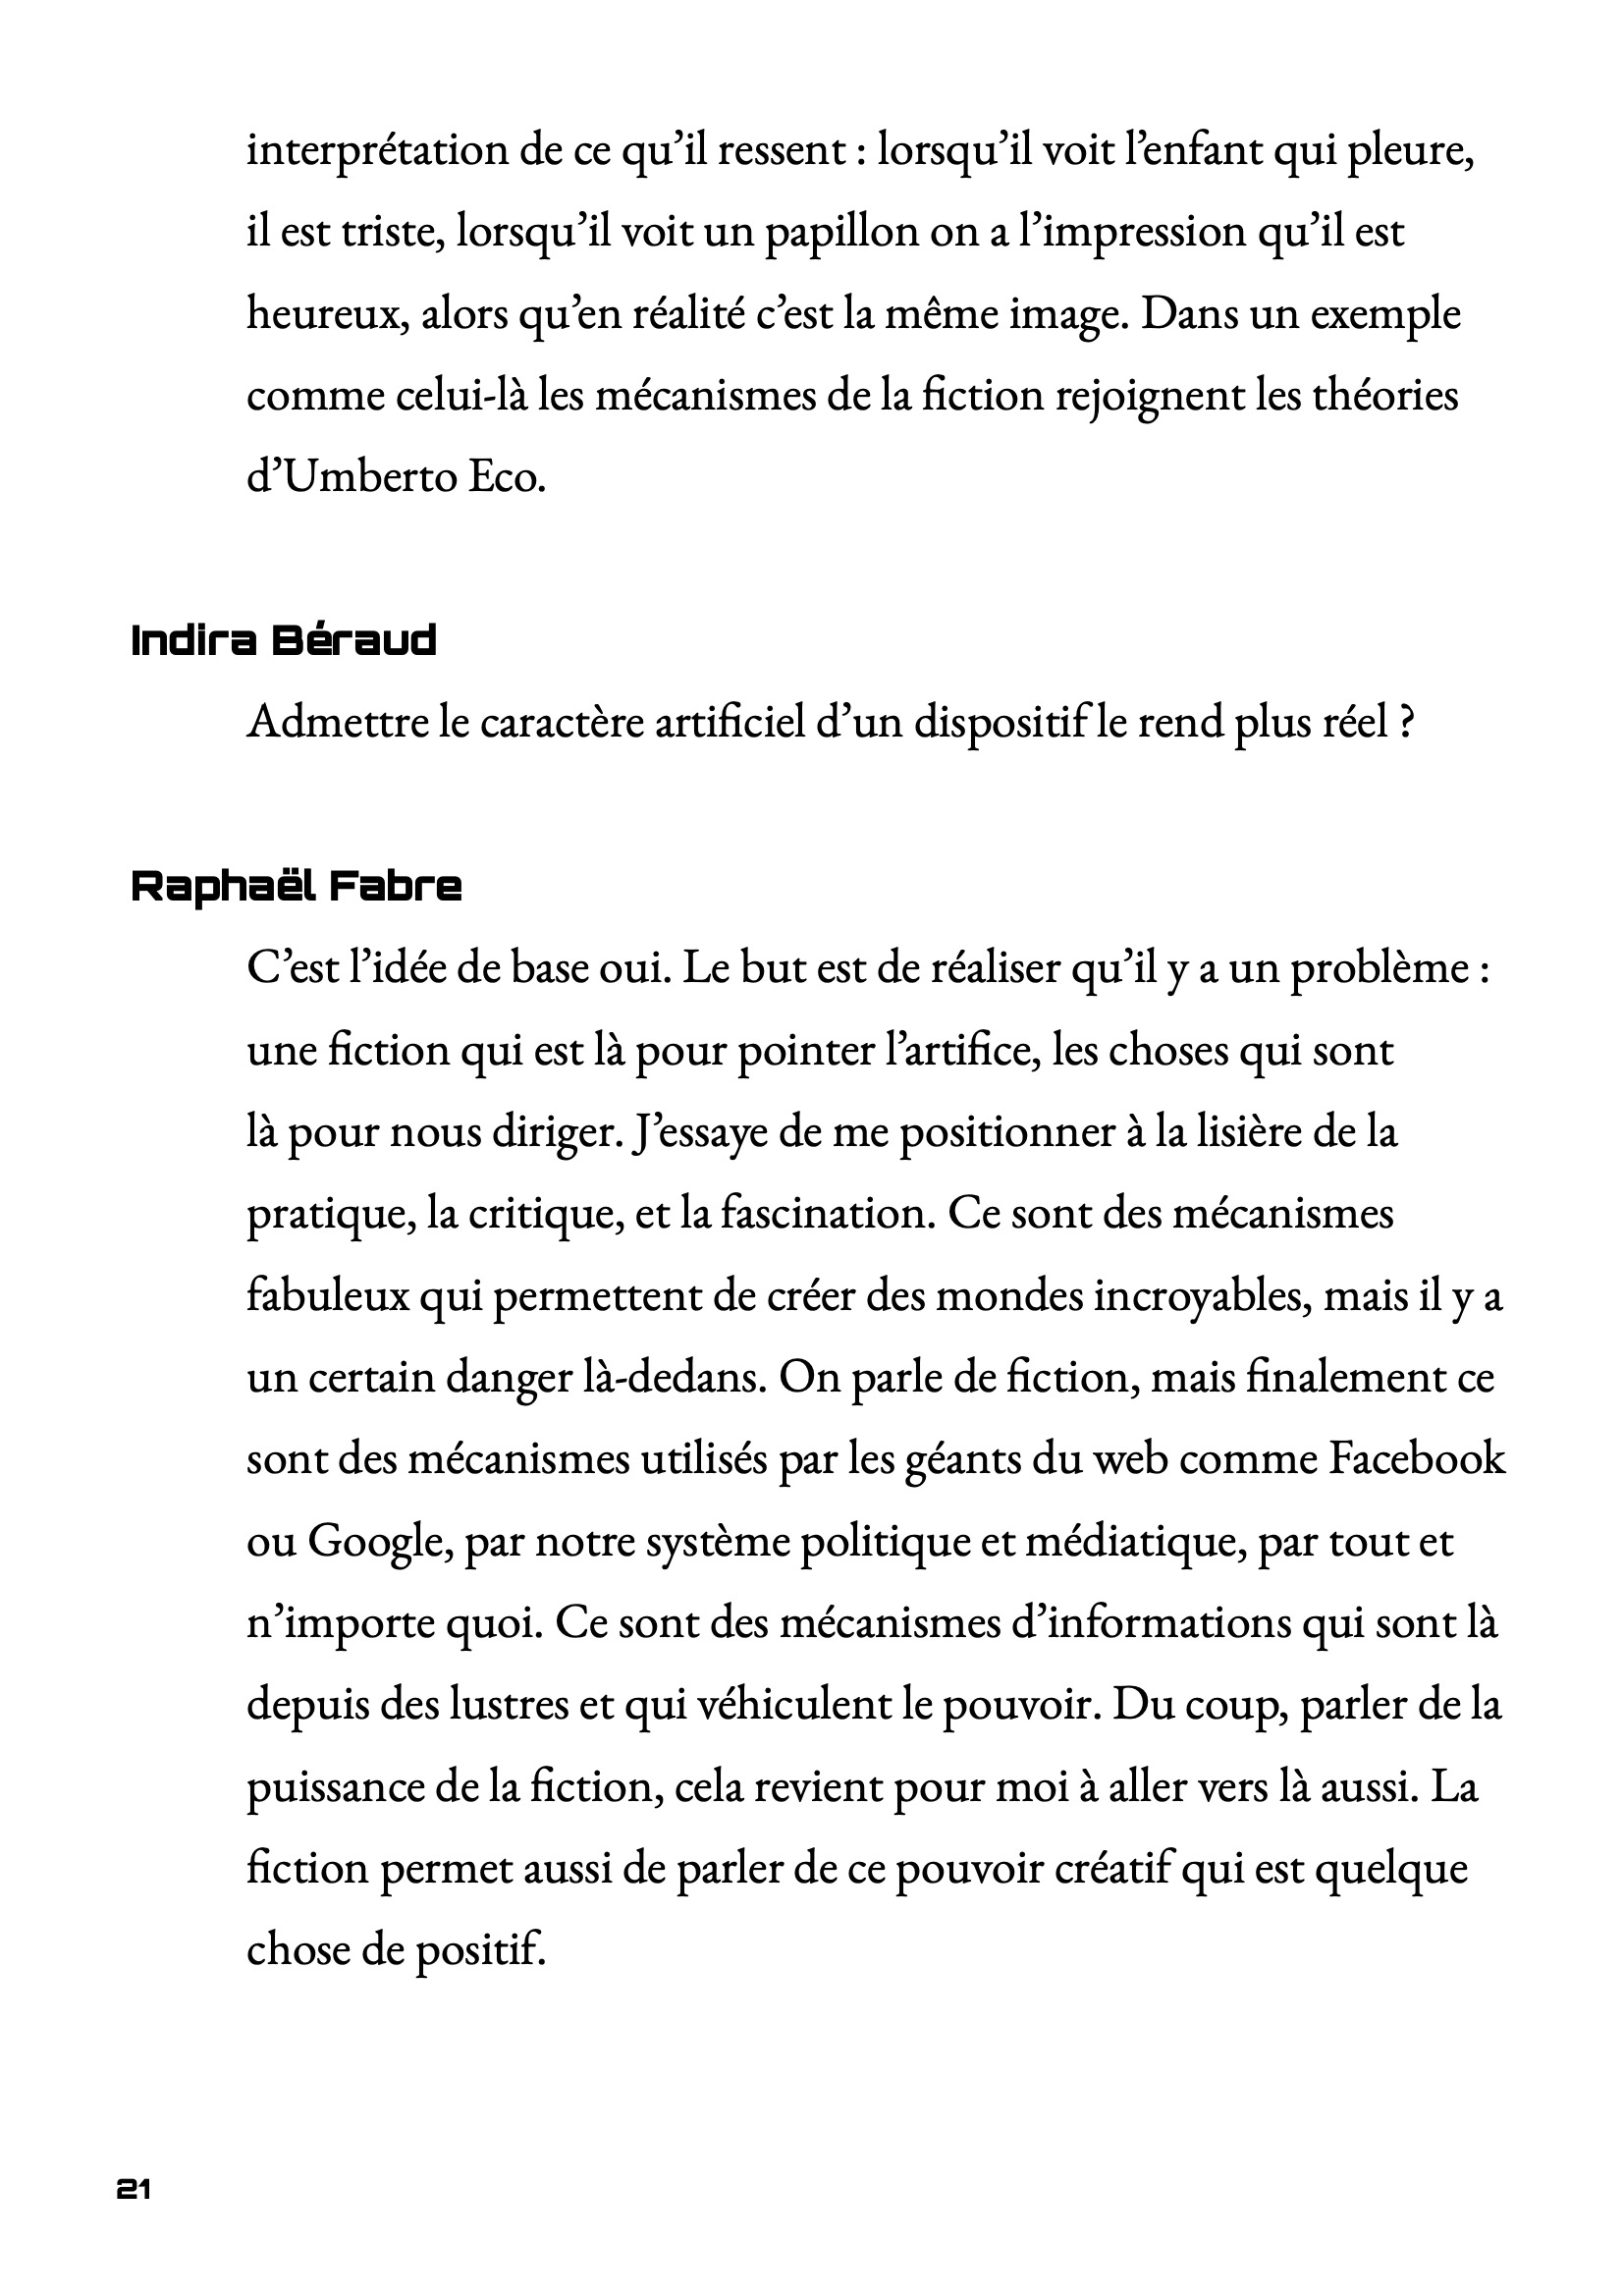 interprétation de ce qu’il ressent : lorsqu’il voit l’enfant qui pleure,
il est triste, lorsqu’il voit un papillon on a l’impression qu’il est
heureux, alors qu’en réalité c’est la même image. Dans un exemple
comme celui-là les mécanismes de la fiction rejoignent les théories
d’Umberto Eco.
Indira Béraud
Admettre le caractère artificiel d’un dispositif le rend plus réel ?
Raphaël Fabre
C’est l’idée de base oui. Le but est de réaliser qu’il y a un problème :
une fiction qui est là pour pointer l’artifice, les choses qui sont
là pour nous diriger. J’essaye de me positionner à la lisière de la
pratique, la critique, et la fascination. Ce sont des mécanismes
fabuleux qui permettent de créer des mondes incroyables, mais il y a
un certain danger là-dedans. On parle de fiction, mais finalement ce
sont des mécanismes utilisés par les géants du web comme Facebook
ou Google, par notre système politique et médiatique, par tout et
n’importe quoi. Ce sont des mécanismes d’informations qui sont là
depuis des lustres et qui véhiculent le pouvoir. Du coup, parler de la
puissance de la fiction, cela revient pour moi à aller vers là aussi. La
fiction permet aussi de parler de ce pouvoir créatif qui est quelque
chose de positif.
21